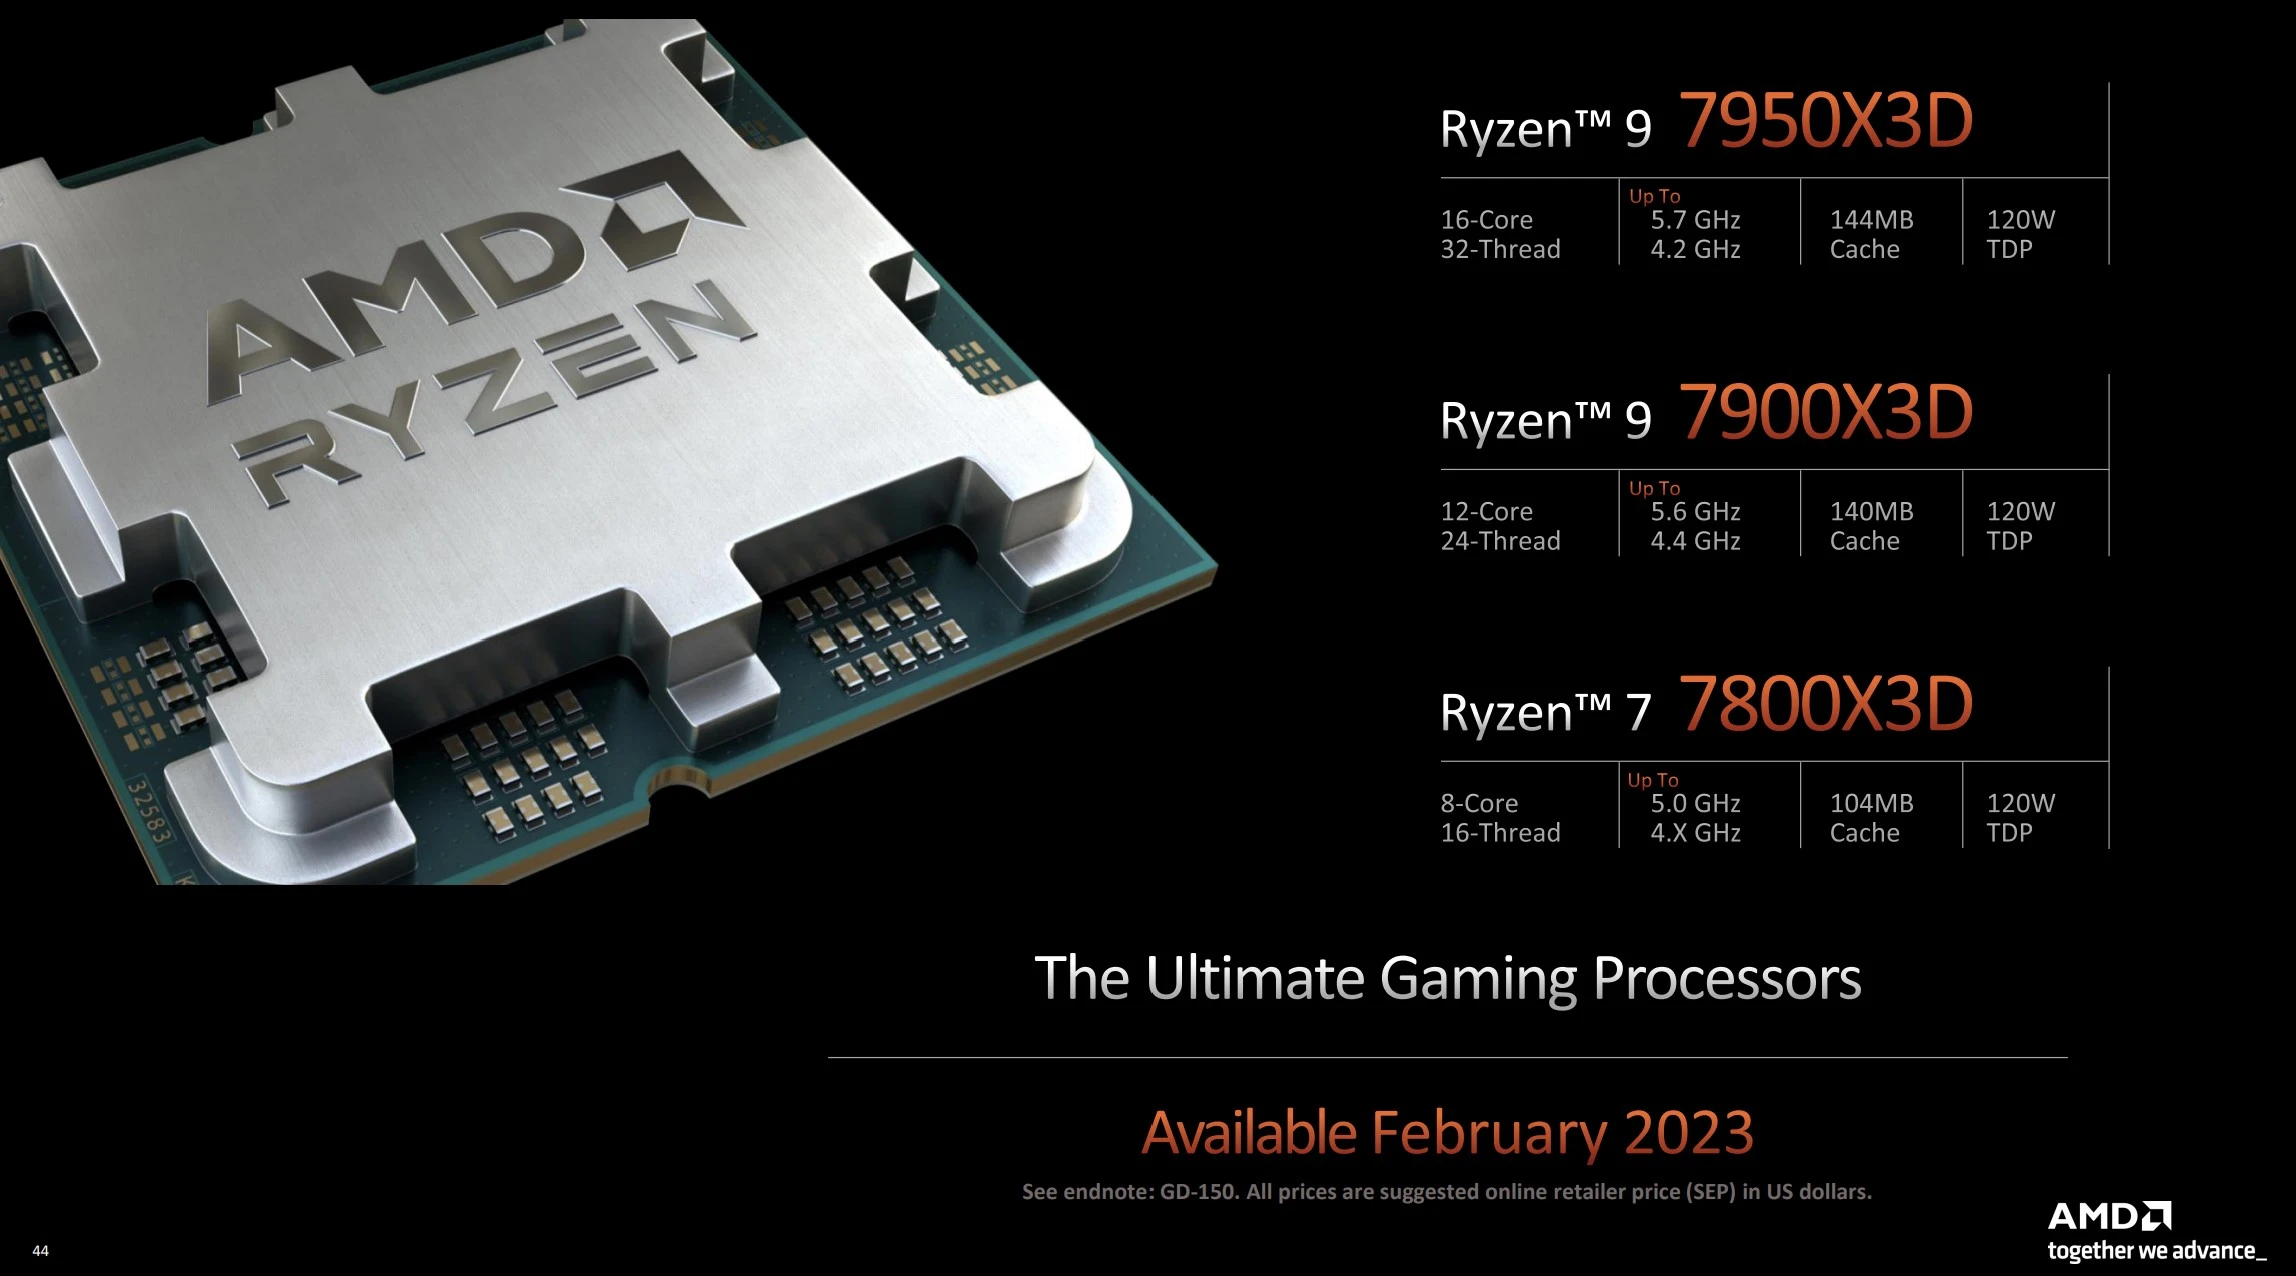 AMD
RYZEN
32583
K
Ryzen™ 9 7950X3D
16-Core
32-Thread
Up To
5.7 GHz
4.2 GHz
144MB
Cache
120W
TDP
Ryzen™ 9 7900X3D
12-Core
24-Thread
Up To
5.6 GHz
4.4 GHz
140MB
Cache
120W
TDP
Ryzen™ 7 7800X3D
8-Core
16-Thread
Up To
5.0 GHz
4.X GHz
104MB
Cache
120W
TDP
The Ultimate Gaming Processors
Available February 2023
See endnote: GD-150. All prices are suggested online retailer price (SEP) in US dollars.
AMD
together we advance_
44